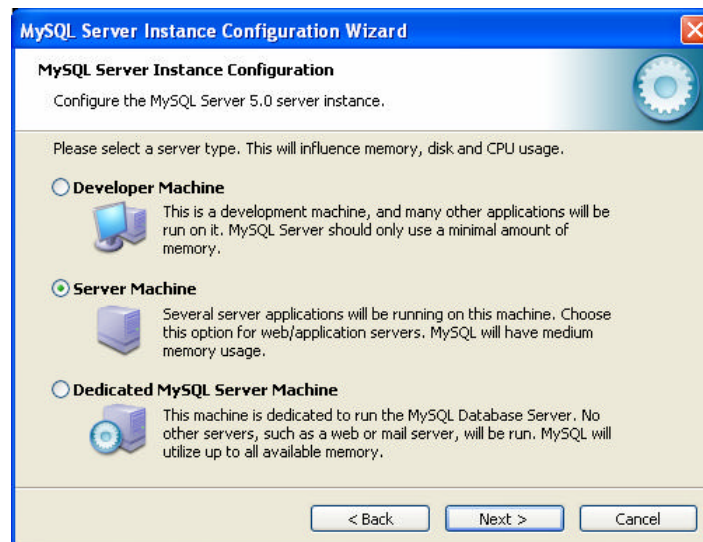 MySQL Server Instance Configuration Wizard
MySQL Server Instance Configuration
Configure the MySQL Server 5.0 server instance.
Please select a server type. This will influence memory, disk and CPU usage.
Developer Machine
This is a development machine, and many other applications will be
run on it. MySQL Server should only use a minimal amount of
memory.
Server Machine
Several server applications will be running on this machine. Choose
this option for web/application servers. MySQL will have medium
memory usage.
Dedicated MySQL Server Machine
This machine is dedicated to run the MySQL Database Server. No
other servers, such as a web or mail server, will be run. MySQL will
utilize up to all available memory.
< Back Next > Cancel